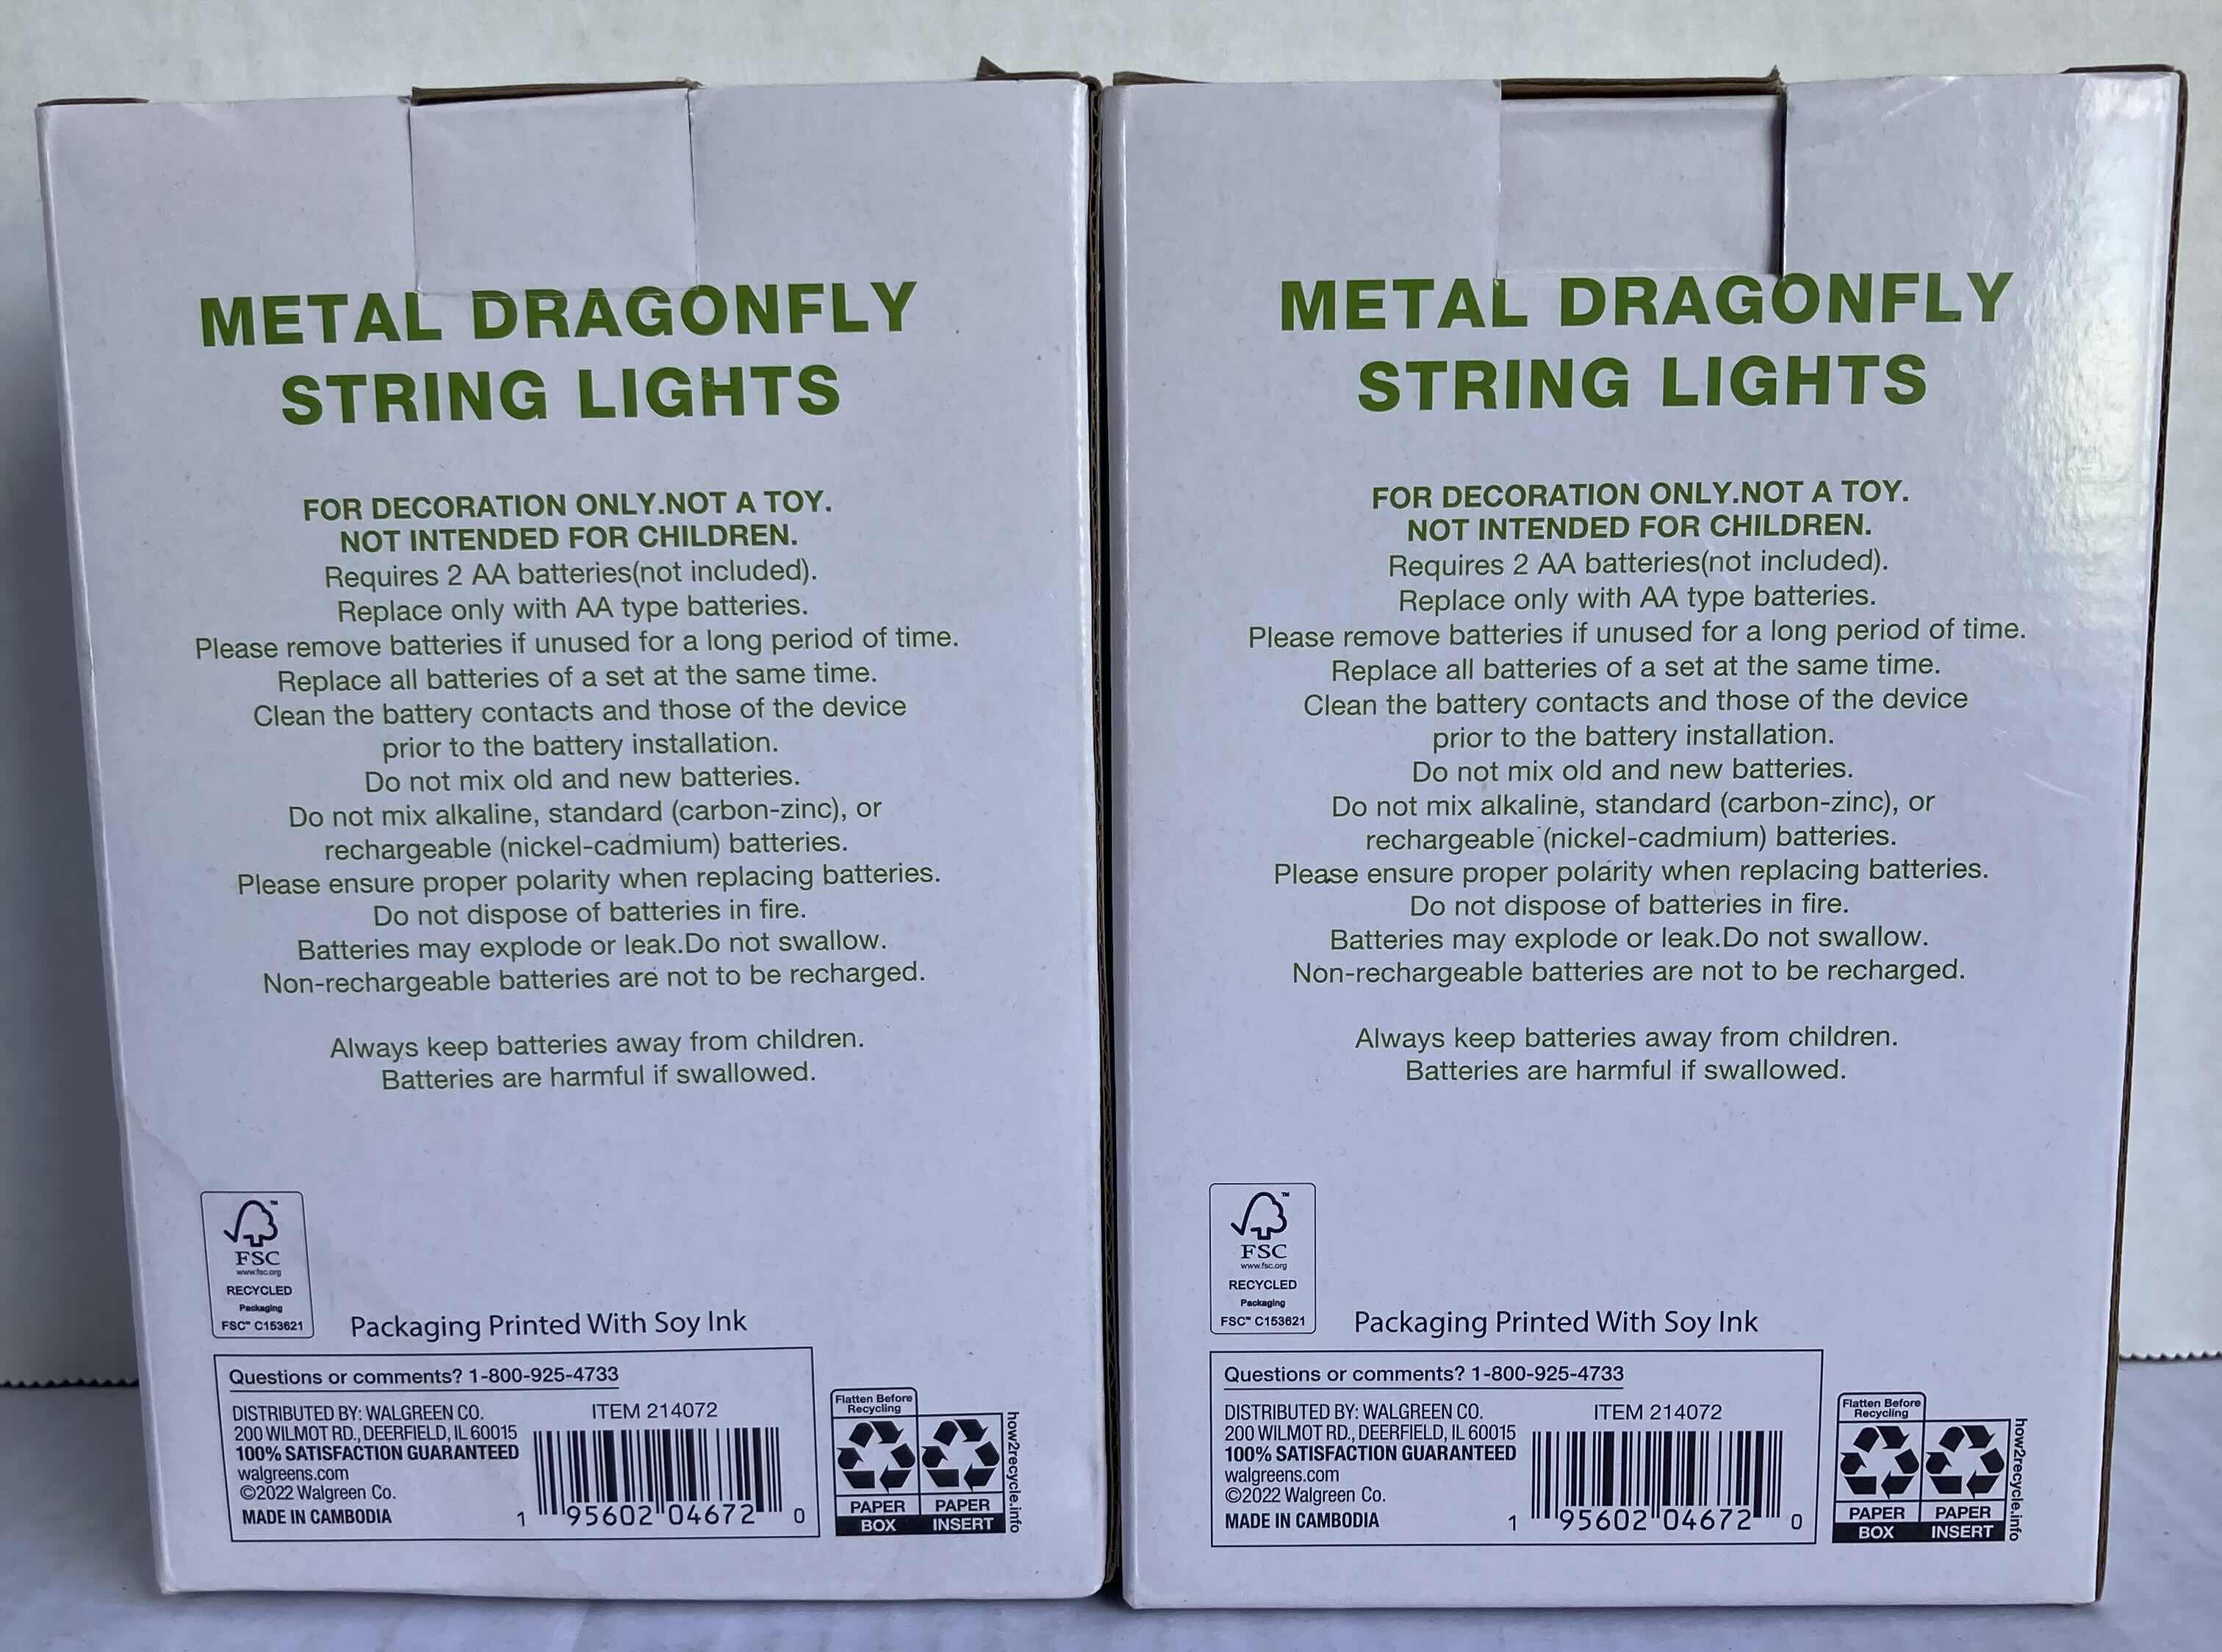 METAL DRAGONFLY
STRING LIGHTS
FOR DECORATION ONLY.NOT A TOY.
NOT INTENDED FOR CHILDREN.
Requires 2 AA batteries(not included).
Replace only with AA type batteries.
Please remove batteries if unused for a long period of time.
Replace all batteries of a set at the same time.
Clean the battery contacts and those of the device
prior to the battery installation.
Do not mix old and new batteries.
Do not mix alkaline, standard (carbon-zinc), or
rechargeable (nickel-cadmium) batteries.
Please ensure proper polarity when replacing batteries.
Do not dispose of batteries in fire.
Batteries may explode or leak.Do not swallow.
Non-rechargeable batteries are not to be recharged.
Always keep batteries away from children.
Batteries are harmful if swallowed.
™
FSC
www.fsc.org
RECYCLED
Packaging
FSC™ C153621
Packaging Printed With Soy Ink
Questions or comments? 1-800-925-4733
DISTRIBUTED BY: WALGREEN CO.
200 WILMOT RD., DEERFIELD, IL 60015
100% SATISFACTION GUARANTEED
walgreens.com
©2022 Walgreen Co.
MADE IN CAMBODIA
ITEM 214072
1 95602 04672 0
Flatten Before
Recycling
PAPER PAPER
BOX INSERT
how2recycle.info
METAL DRAGONFLY
STRING LIGHTS
FOR DECORATION ONLY.NOT A TOY.
NOT INTENDED FOR CHILDREN.
Requires 2 AA batteries(not included).
Replace only with AA type batteries.
Please remove batteries if unused for a long period of time.
Replace all batteries of a set at the same time.
Clean the battery contacts and those of the device
prior to the battery installation.
Do not mix old and new batteries.
Do not mix alkaline, standard (carbon-zinc), or
rechargeable (nickel-cadmium) batteries.
Please ensure proper polarity when replacing batteries.
Do not dispose of batteries in fire.
Batteries may explode or leak.Do not swallow.
Non-rechargeable batteries are not to be recharged.
Always keep batteries away from children.
Batteries are harmful if swallowed.
™
FSC
www.fsc.org
RECYCLED
Packaging
FSC™ C153621
Packaging Printed With Soy Ink
Questions or comments? 1-800-925-4733
DISTRIBUTED BY: WALGREEN CO.
200 WILMOT RD., DEERFIELD, IL 60015
100% SATISFACTION GUARANTEED
walgreens.com
©2022 Walgreen Co.
MADE IN CAMBODIA
ITEM 214072
1 95602 04672 0
Flatten Before
Recycling
PAPER PAPER
BOX INSERT
how2recycle.info